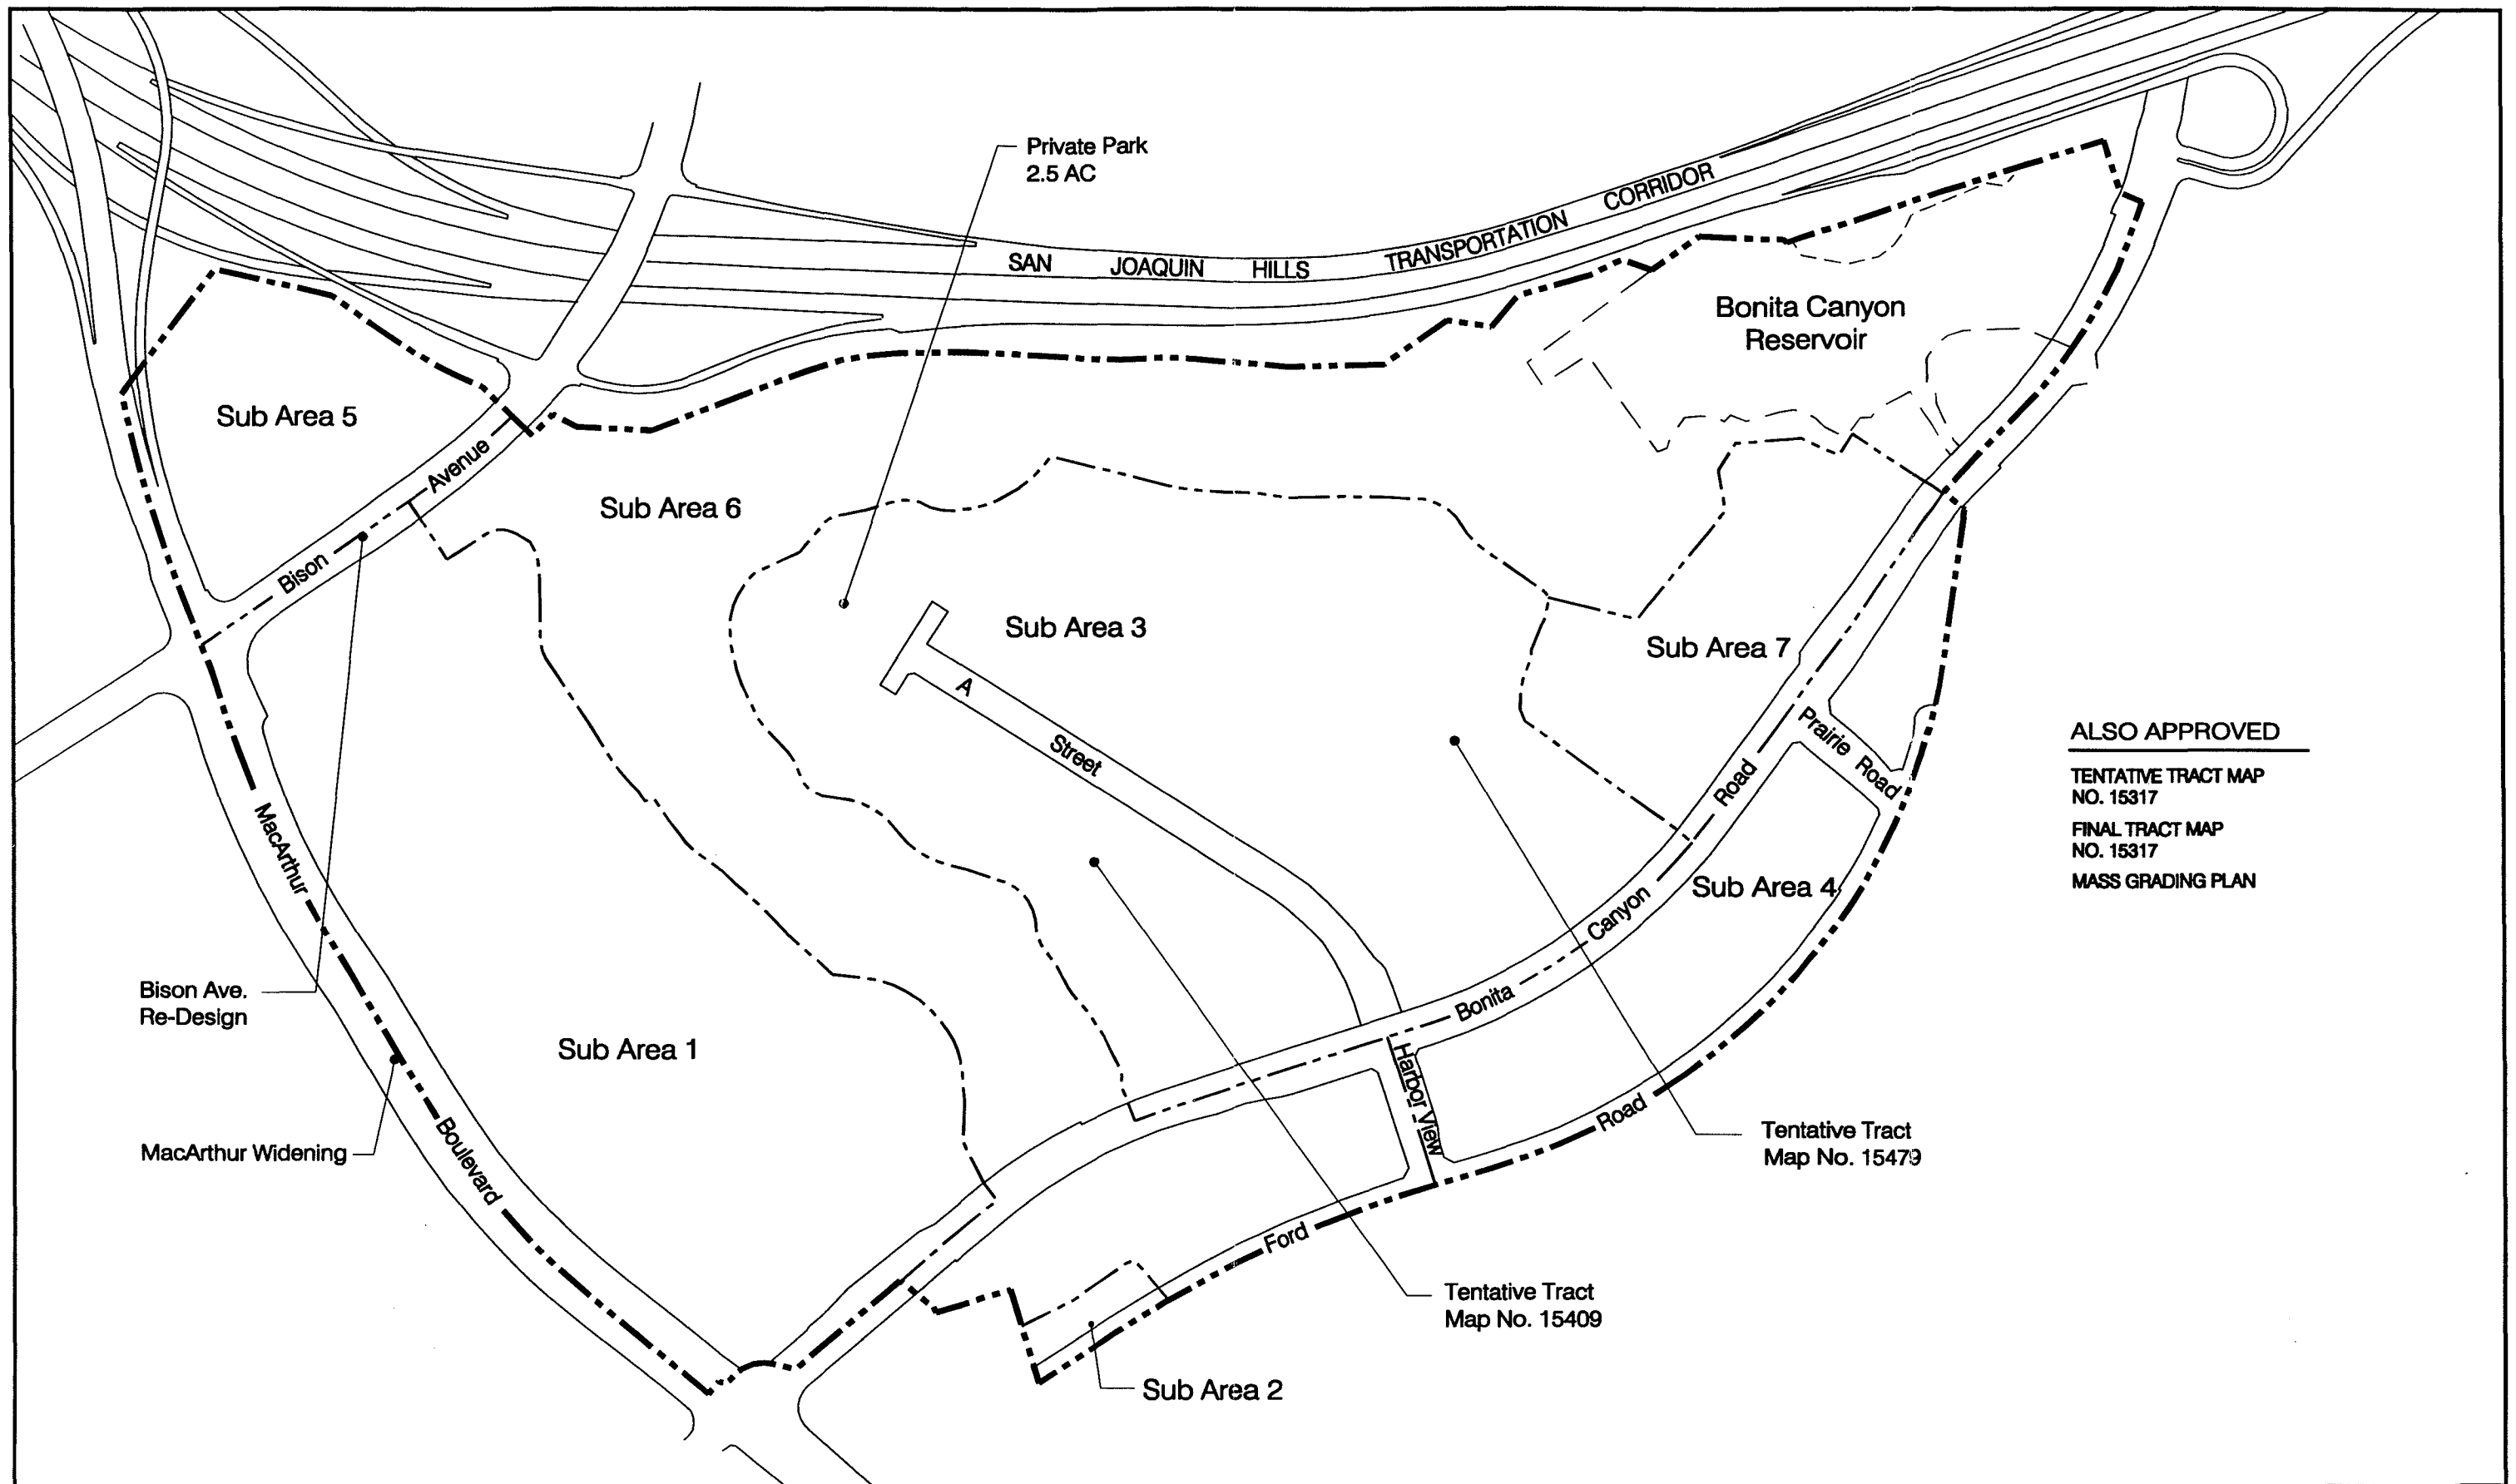 Private Park
2.5 AC
SAN JOAQUIN HILLS TRANSPORTATION CORRIDOR
Bonita Canyon
Reservoir
Sub Area 5
Bison Avenue
Sub Area 6
Sub Area 3
Sub Area 7
A Street
Prairie Road
ALSO APPROVED
TENTATIVE TRACT MAP
NO. 15317
FINAL TRACT MAP
NO. 15317
MASS GRADING PLAN
MacArthur Boulevard
Sub Area 4
Bonita Canyon Road
Bison Ave.
Re-Design
Sub Area 1
Harbor View
MacArthur Widening
Ford Road
Tentative Tract
Map No. 15479
Tentative Tract
Map No. 15409
Sub Area 2